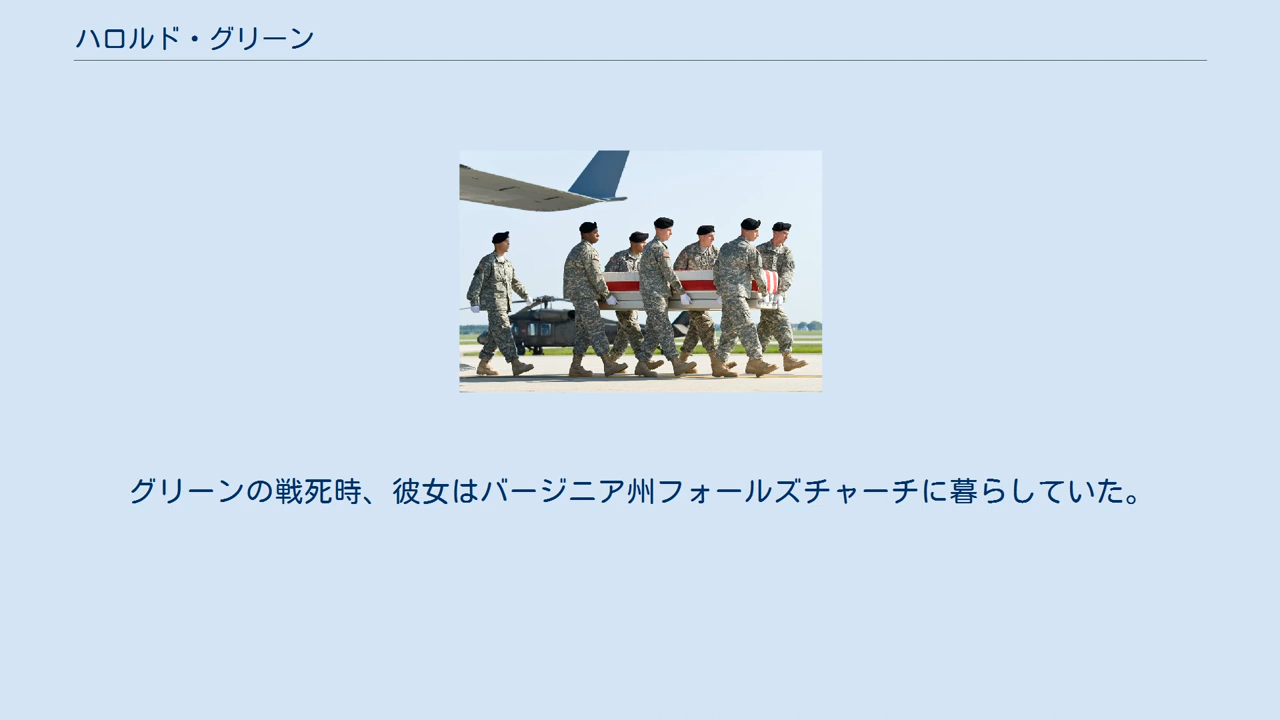 ハロルド・グリーン
グリーンの戦死時、彼女はバージニア州フォールズチャーチに暮らしていた。